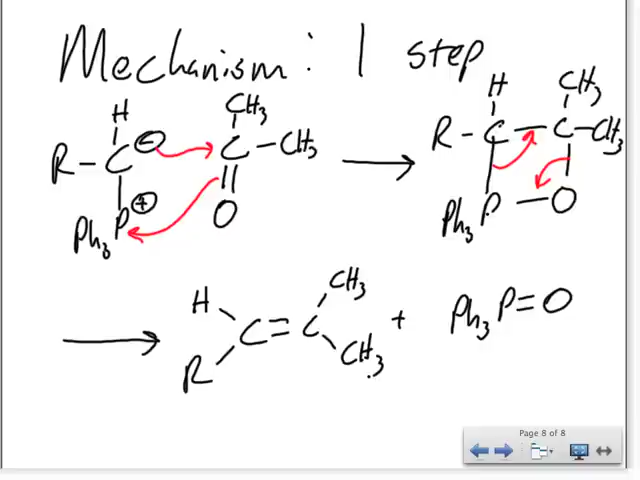 Mechanism: 1 step
H CH3 H CH3
R-C⊖ C-CH3 → R-C-C-CH3
Ph3P⊕ O Ph3P-O
→ H CH3
C=C + Ph3P=O
R CH3
Page 8 of 8